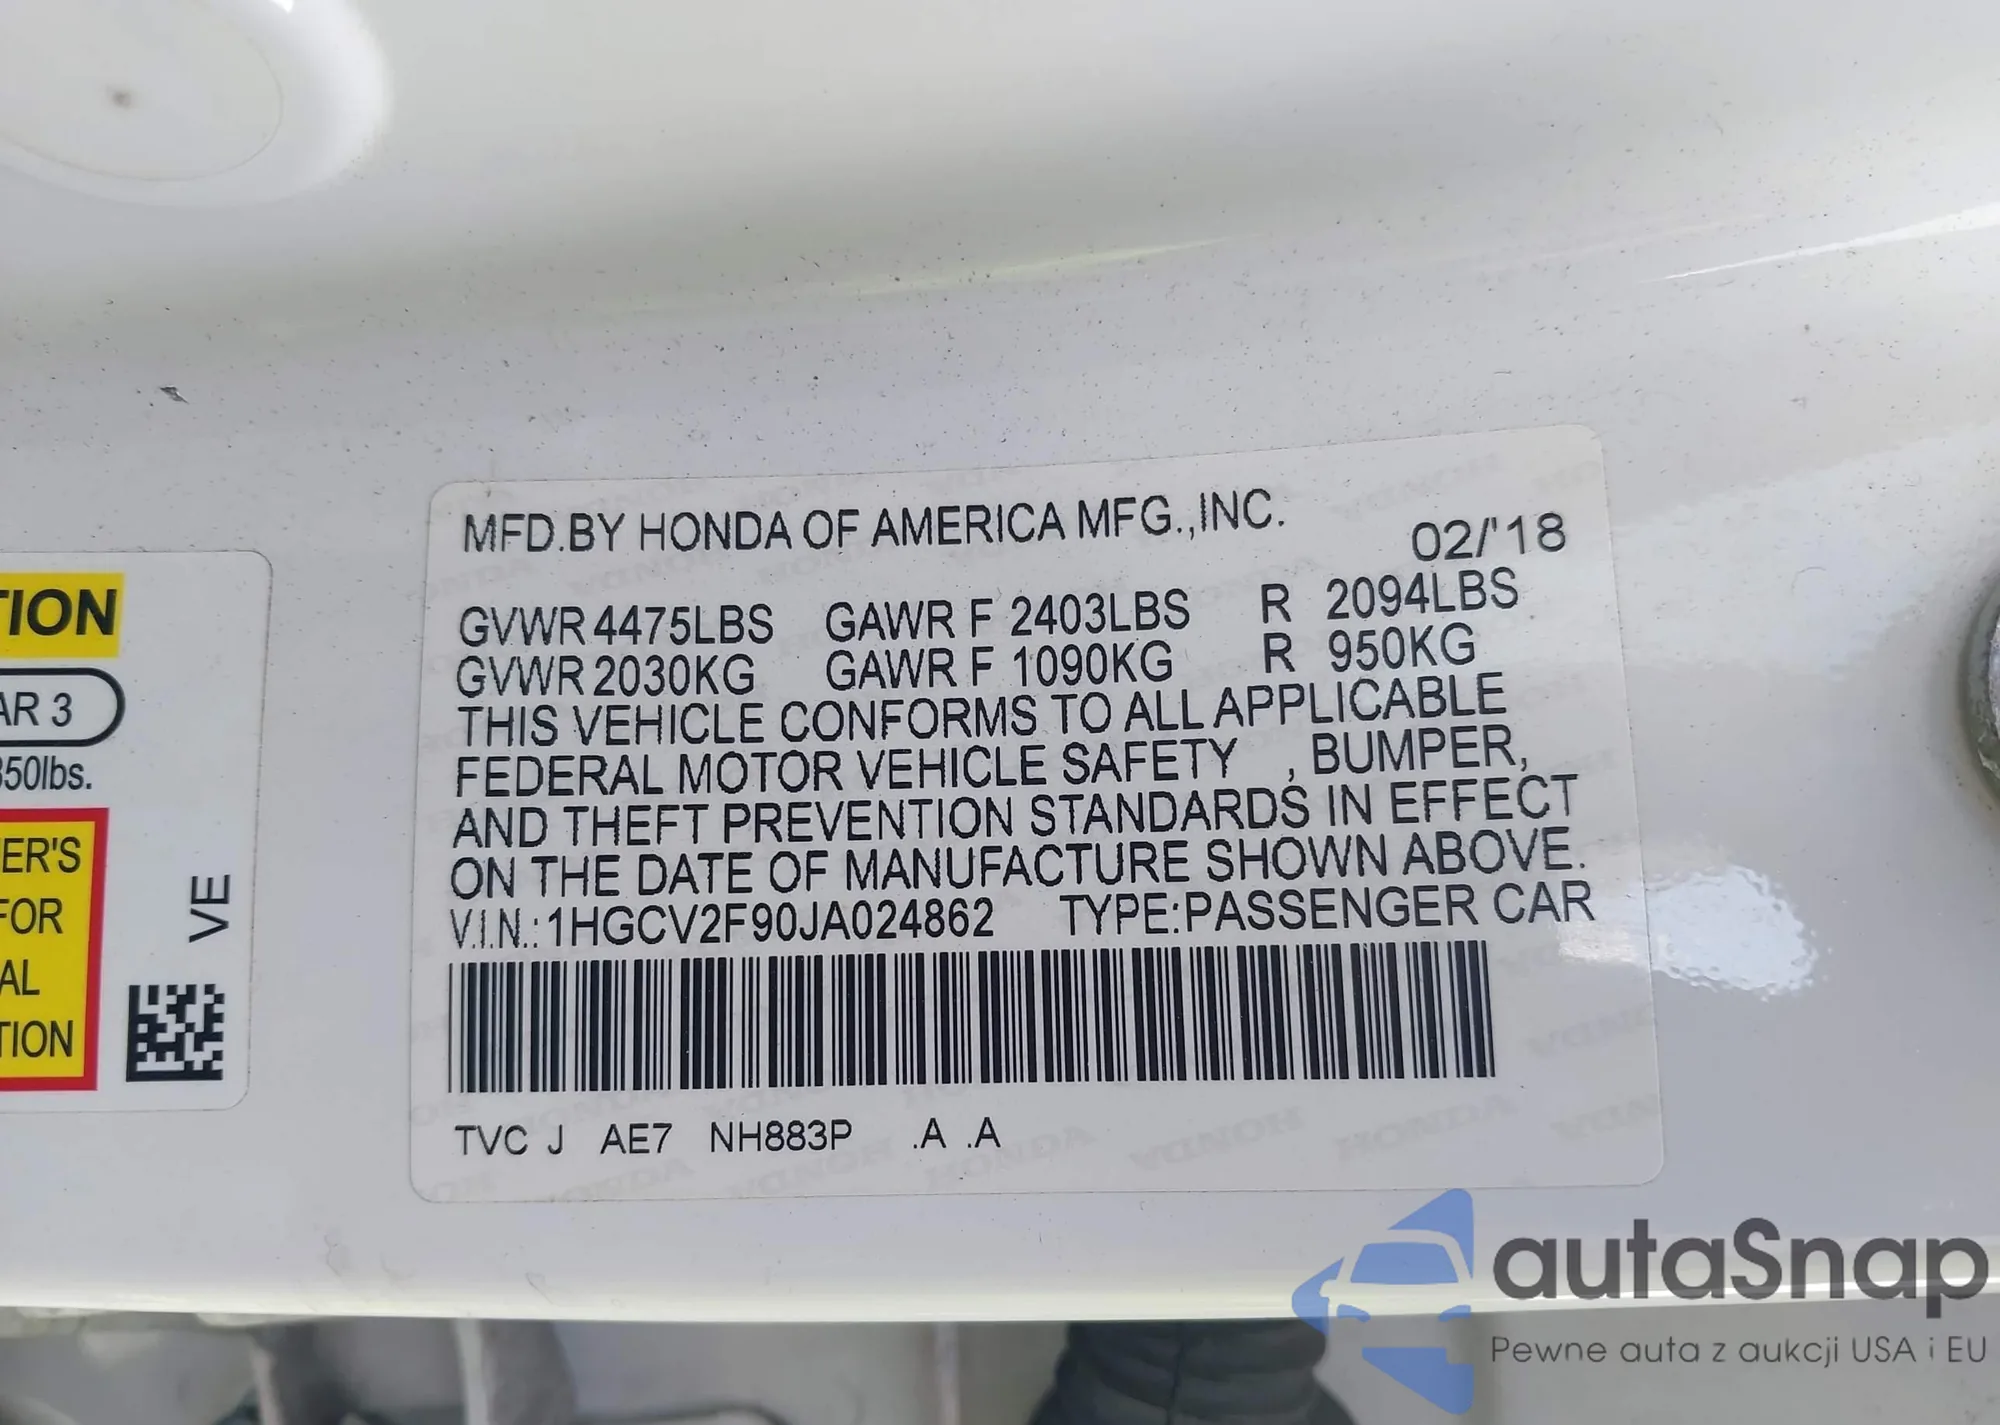 MFD.BY HONDA OF AMERICA MFG.,INC.
02/'18
GVWR 4475LBS GAWR F 2403LBS R 2094LBS
GVWR 2030KG GAWR F 1090KG R 950KG
THIS VEHICLE CONFORMS TO ALL APPLICABLE
FEDERAL MOTOR VEHICLE SAFETY , BUMPER,
AND THEFT PREVENTION STANDARDS IN EFFECT
ON THE DATE OF MANUFACTURE SHOWN ABOVE.
V.I.N.:1HGCV2F90JA024862 TYPE:PASSENGER CAR
TVC J AE7 NH883P .A .A
TION
AR 3
350lbs.
ER'S
FOR
AL
TION
VE
autaSnap
Pewne auta z aukcji USA i EU